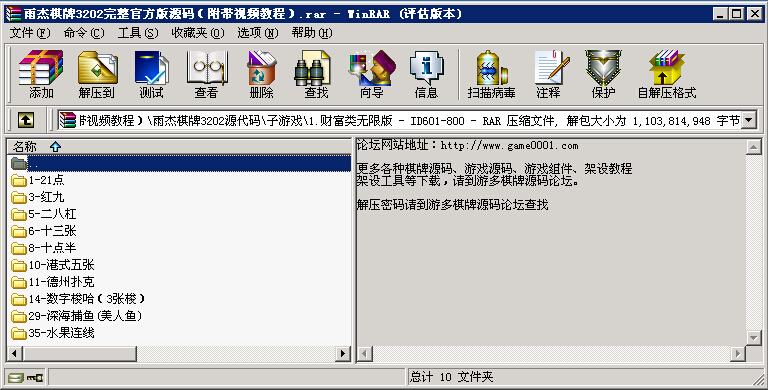 雨杰棋牌3202完整官方版源码(附带视频教程).rar - WinRAR (评估版本)
文件(F) 命令(C) 工具(S) 收藏夹(O) 选项(N) 帮助(H)
添加 解压到 测试 查看 删除 查找 向导 信息 扫描病毒 注释 保护 自解压格式
视频教程)\雨杰棋牌3202源代码\子游戏\1.财富类无限版 - ID601-800 - RAR 压缩文件, 解包大小为 1,103,814,948 字节
名称
..
1-21点
3-红九
5-二八杠
6-十三张
8-十点半
10-港式五张
11-德州扑克
14-数字梭哈(3张梭)
29-深海捕鱼(美人鱼)
35-水果连线
论坛网站地址：http://www.game0001.com
更多各种棋牌源码、游戏源码、游戏组件、架设教程
架设工具等下载，请到游多棋牌源码论坛。
解压密码请到游多棋牌源码论坛查找
总计 10 文件夹